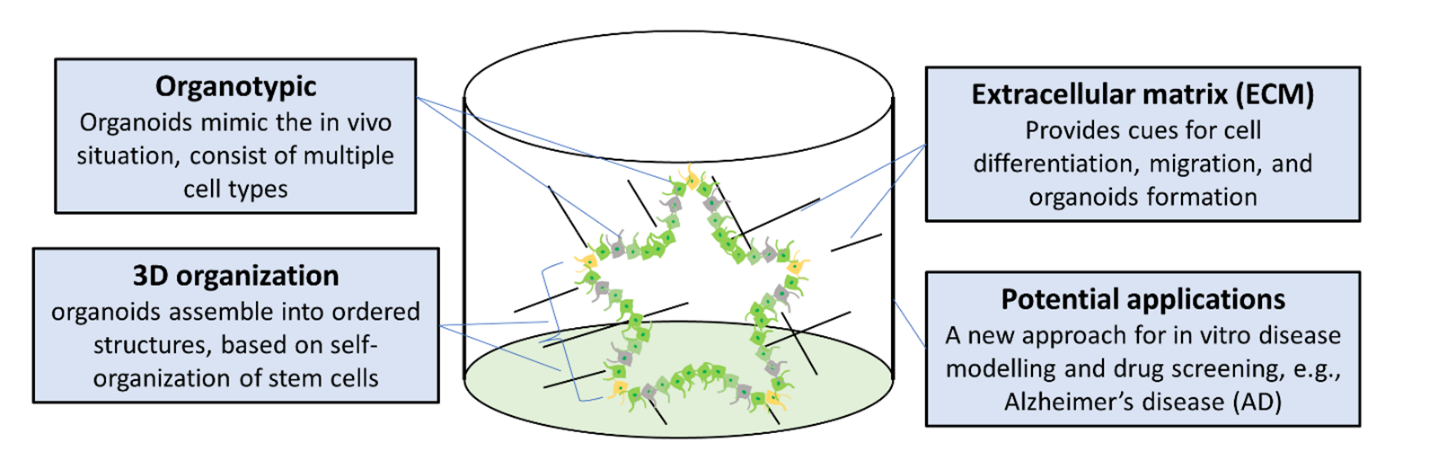 Organotypic
Organoids mimic the in vivo
situation, consist of multiple
cell types
3D organization
organoids assemble into ordered
structures, based on self-
organization of stem cells
Extracellular matrix (ECM)
Provides cues for cell
differentiation, migration, and
organoids formation
Potential applications
A new approach for in vitro disease
modelling and drug screening, e.g.,
Alzheimer's disease (AD)